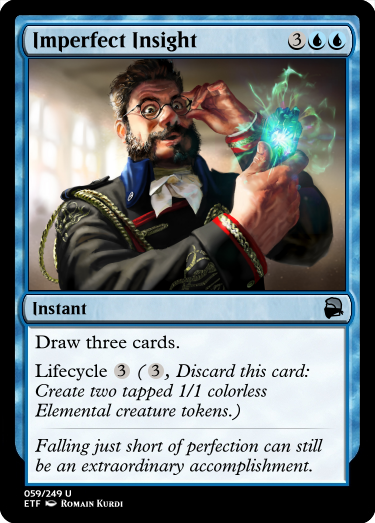 Imperfect Insight 3
Instant
Draw three cards.
Lifecycle 3 (3, Discard this card:
Create two tapped 1/1 colorless
Elemental creature tokens.)
Falling just short of perfection can still
be an extraordinary accomplishment.
059/249 U
ETF Romain Kurdi